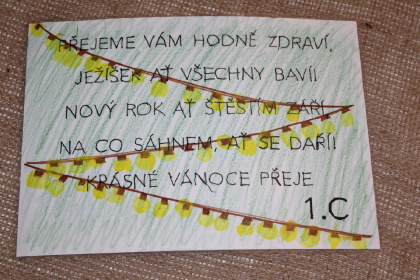 PŘEJEME VÁM HODNĚ ZDRAVÍ,
JEŽÍŠEK AŤ VŠECHNY BAVÍ!
NOVÝ ROK AŤ ŠTĚSTÍM ZÁŘÍ
NA CO SÁHNEM, AŤ SE DAŘÍ!
KRÁSNÉ VÁNOCE PŘEJE
1.C